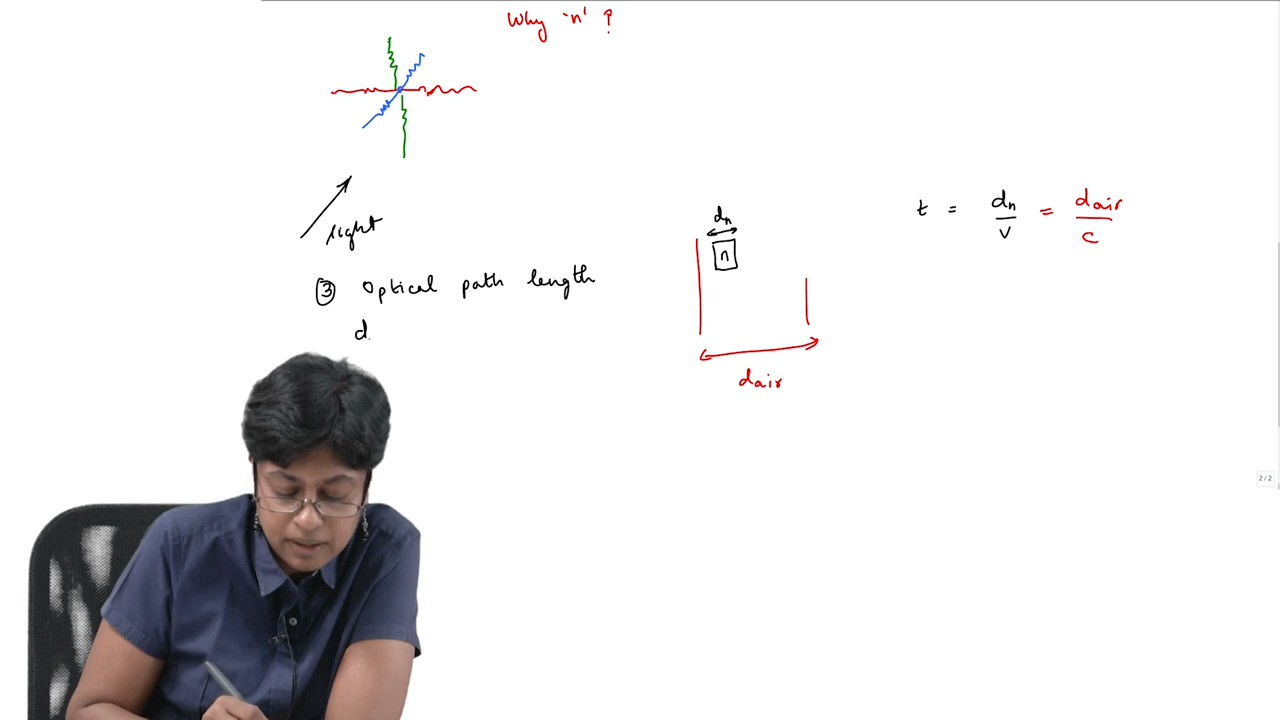 Why 'n' ?
light
dn
n
t = dn/v = dair/c
③ Optical path length
d
dair
2/2